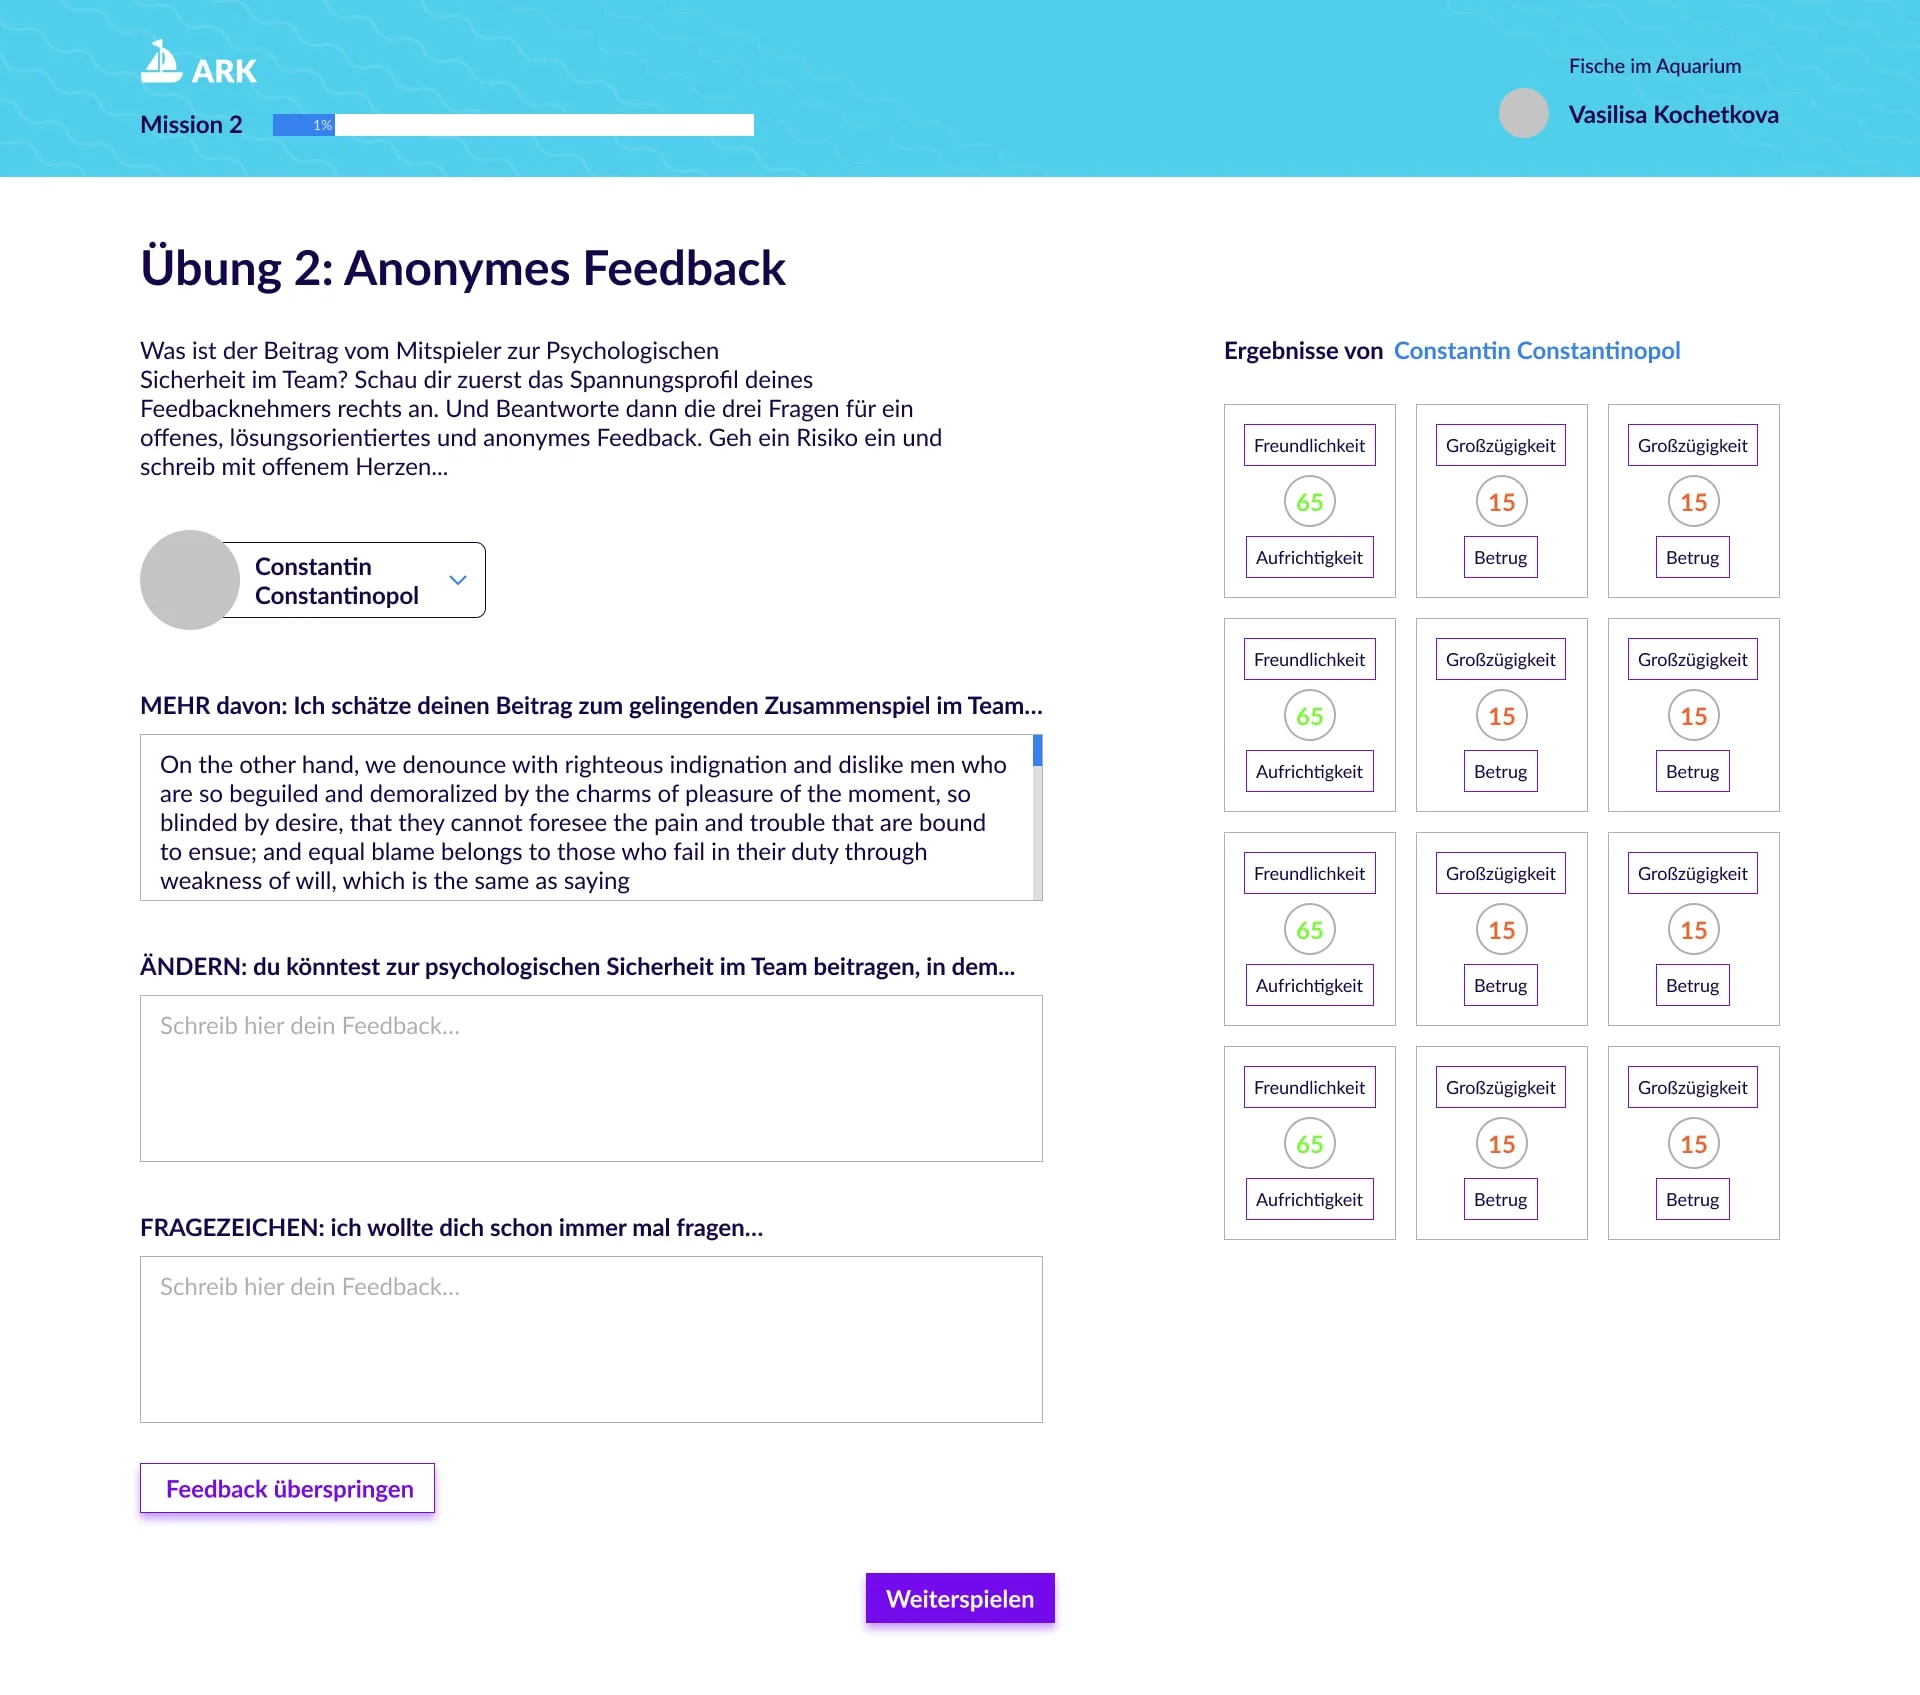 ARK
Mission 2
1%
Fische im Aquarium
Vasilisa Kochetkova
Übung 2: Anonymes Feedback
Was ist der Beitrag vom Mitspieler zur Psychologischen
Sicherheit im Team? Schau dir zuerst das Spannungsprofil deines
Feedbacknehmers rechts an. Und Beantworte dann die drei Fragen für ein
offenes, lösungsorientiertes und anonymes Feedback. Geh ein Risiko ein und
schreib mit offenem Herzen...
Constantin
Constantinopol
MEHR davon: Ich schätze deinen Beitrag zum gelingenden Zusammenspiel im Team...
On the other hand, we denounce with righteous indignation and dislike men who
are so beguiled and demoralized by the charms of pleasure of the moment, so
blinded by desire, that they cannot foresee the pain and trouble that are bound
to ensue; and equal blame belongs to those who fail in their duty through
weakness of will, which is the same as saying
ÄNDERN: du könntest zur psychologischen Sicherheit im Team beitragen, in dem...
Schreib hier dein Feedback...
FRAGEZEICHEN: ich wollte dich schon immer mal fragen...
Schreib hier dein Feedback...
Feedback überspringen
Weiterspielen
Ergebnisse von Constantin Constantinopol
Freundlichkeit Großzügigkeit Großzügigkeit
65 15 15
Aufrichtigkeit Betrug Betrug
Freundlichkeit Großzügigkeit Großzügigkeit
65 15 15
Aufrichtigkeit Betrug Betrug
Freundlichkeit Großzügigkeit Großzügigkeit
65 15 15
Aufrichtigkeit Betrug Betrug
Freundlichkeit Großzügigkeit Großzügigkeit
65 15 15
Aufrichtigkeit Betrug Betrug